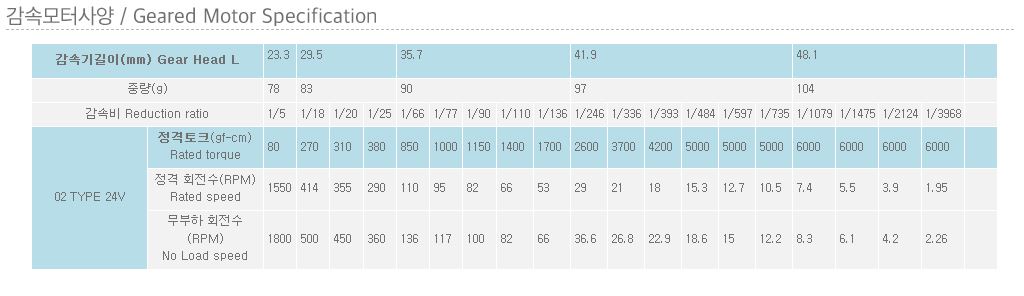 감속모터사양 / Geared Motor Specification
감속기길이(mm) Gear Head L 23.3 29.5 35.7 41.9 48.1
중량(g) 78 83 90 97 104
감속비 Reduction ratio 1/5 1/18 1/20 1/25 1/66 1/77 1/90 1/110 1/136 1/246 1/336 1/393 1/484 1/597 1/735 1/1079 1/1475 1/2124 1/3968
02 TYPE 24V
정격토크(gf-cm)
Rated torque
80 270 310 380 850 1000 1150 1400 1700 2600 3700 4200 5000 5000 5000 6000 6000 6000 6000
정격 회전수(RPM)
Rated speed
1550 414 355 290 110 95 82 66 53 29 21 18 15.3 12.7 10.5 7.4 5.5 3.9 1.95
무부하 회전수
(RPM)
No Load speed
1800 500 450 360 136 117 100 82 66 36.6 26.8 22.9 18.6 15 12.2 8.3 6.1 4.2 2.26